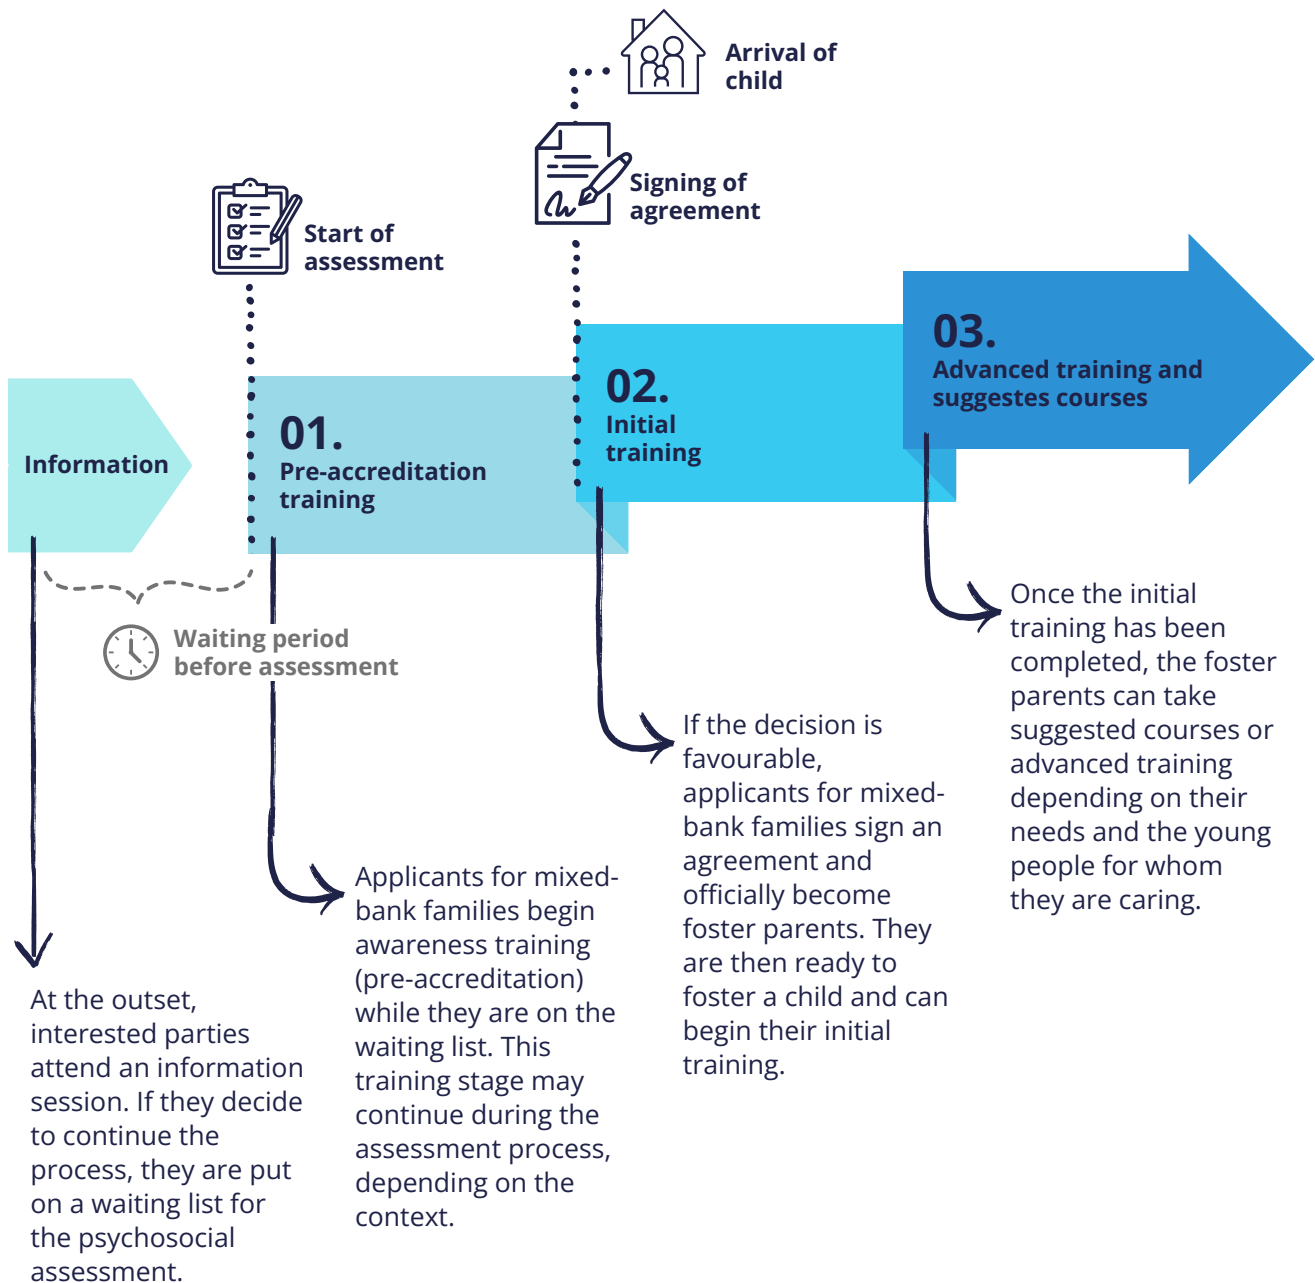 Arrival of
child
Signing of
agreement
Start of
assessment
Information
01.
Pre-accreditation
training
02.
Initial
training
03.
Advanced training and
suggestes courses
Waiting period
before assessment
At the outset,
interested parties
attend an information
session. If they decide
to continue the
process, they are put
on a waiting list for
the psychosocial
assessment.
Applicants for mixed-
bank families begin
awareness training
(pre-accreditation)
while they are on the
waiting list. This
training stage may
continue during the
assessment process,
depending on the
context.
If the decision is
favourable,
applicants for mixed-
bank families sign an
agreement and
officially become
foster parents. They
are then ready to
foster a child and can
begin their initial
training.
Once the initial
training has been
completed, the foster
parents can take
suggested courses or
advanced training
depending on their
needs and the young
people for whom
they are caring.